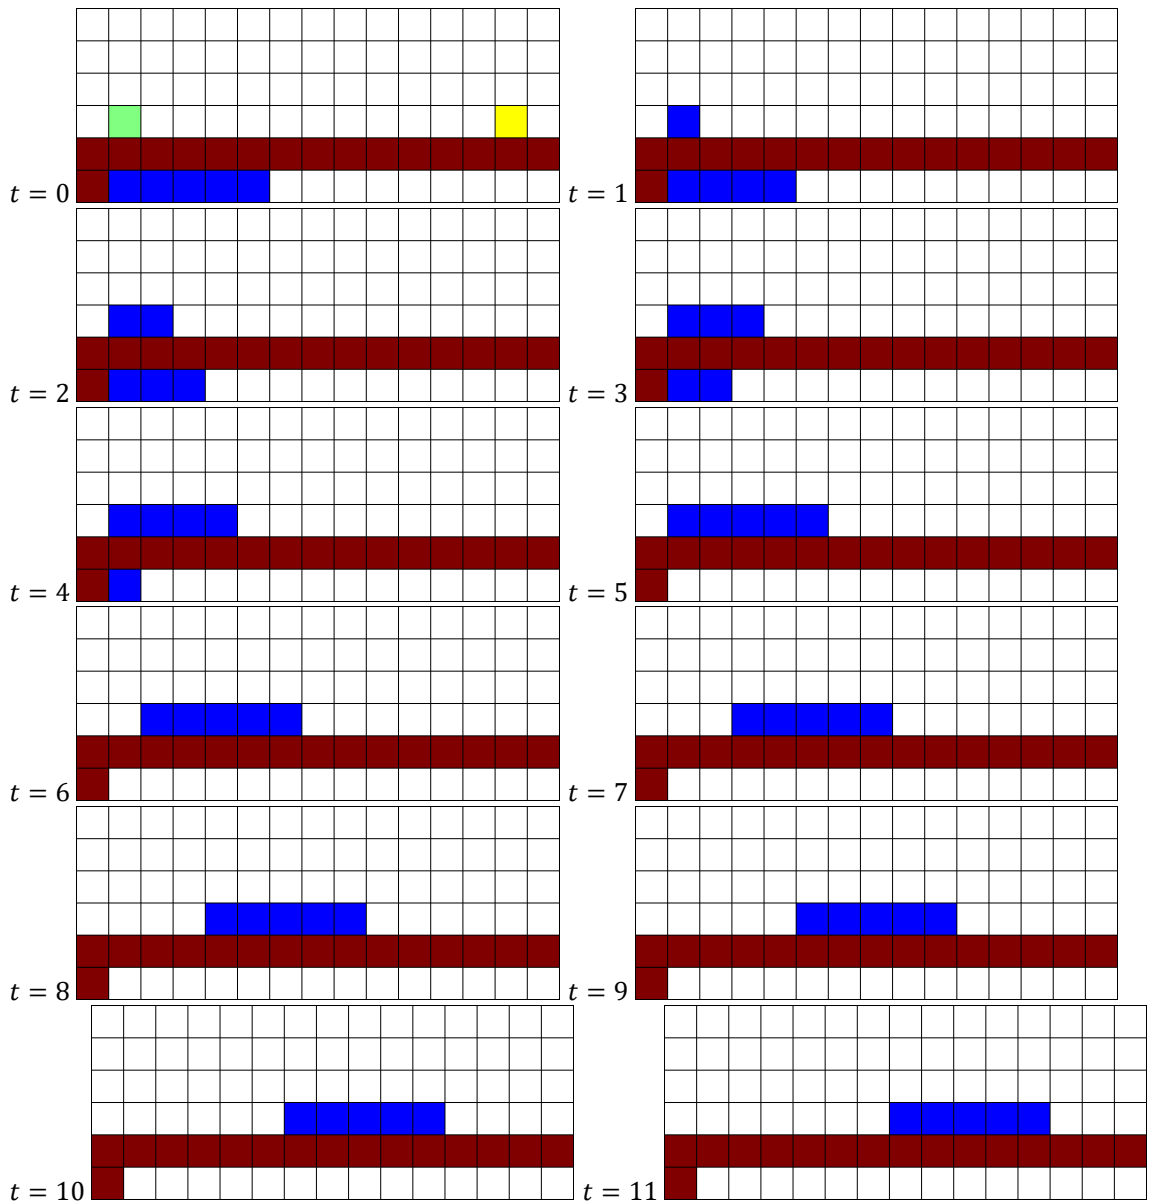 t = 0
t = 1
t = 2
t = 3
t = 4
t = 5
t = 6
t = 7
t = 8
t = 9
t = 10
t = 11